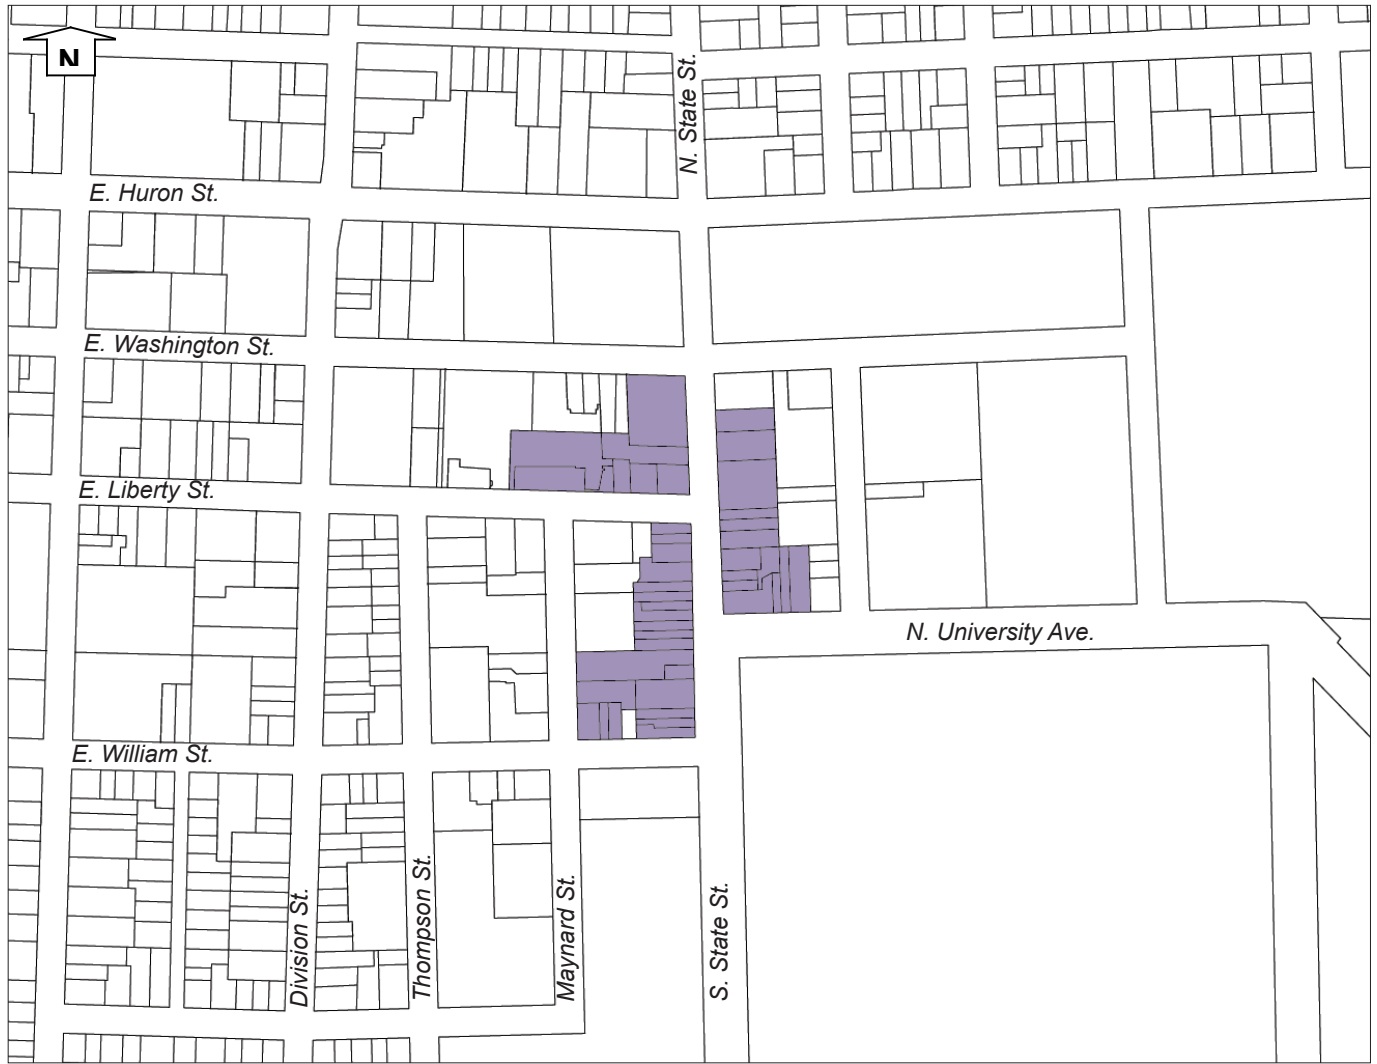 N
N. State St.
E. Huron St.
E. Washington St.
E. Liberty St.
N. University Ave.
E. William St.
Division St.
Thompson St.
Maynard St.
S. State St.